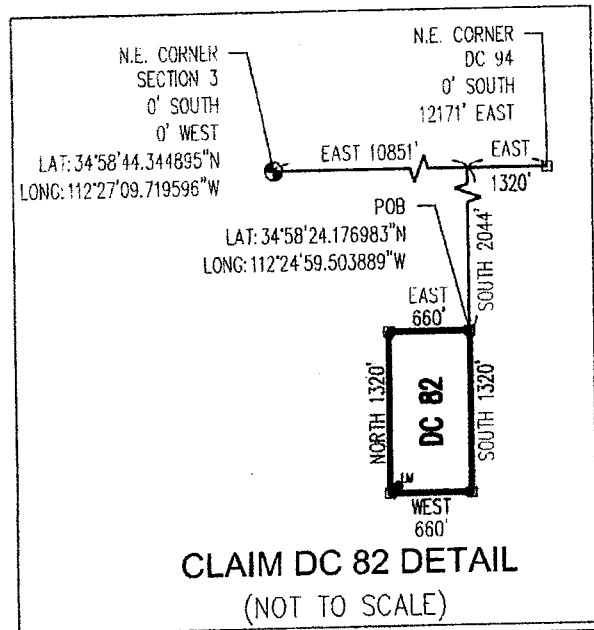 N.E. CORNER
SECTION 3
0' SOUTH
0' WEST
LAT: 34°58'44.344895"N
LONG: 112°27'09.719596"W
N.E. CORNER
DC 94
0' SOUTH
12171' EAST
EAST 10851'
EAST
1320'
POB
LAT: 34°58'24.176983"N
LONG: 112°24'59.503889"W
SOUTH 2044'
EAST
660'
NORTH 1320'
DC 82
SOUTH 1320'
LM
WEST
660'
CLAIM DC 82 DETAIL
(NOT TO SCALE)